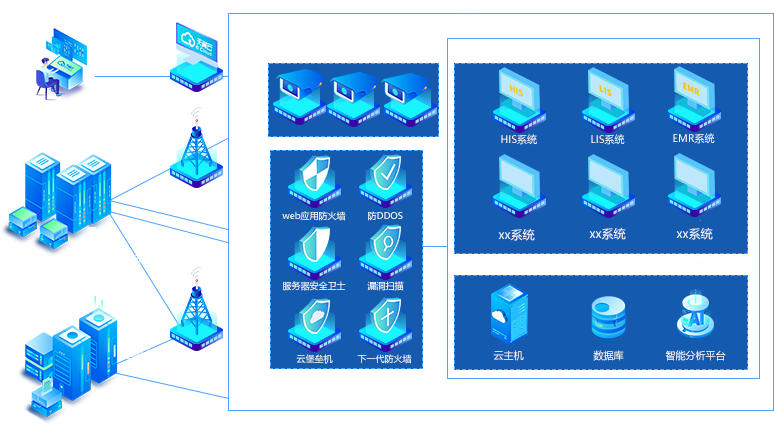 天翼云
e Cloud
HIS
LIS
EMR
HIS系统
LIS系统
EMR系统
xx系统
xx系统
xx系统
web应用防火墙
防DDOS
服务器安全卫士
漏洞扫描
云堡垒机
下一代防火墙
云主机
数据库
AI
智能分析平台